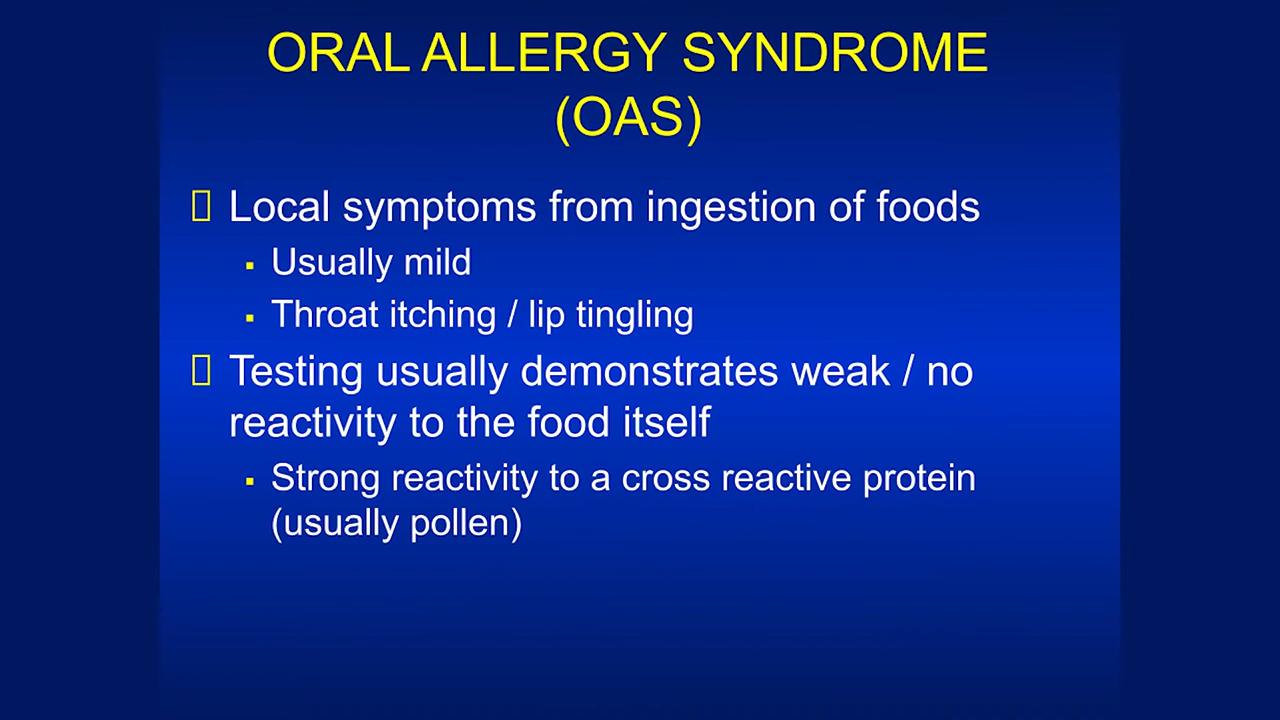 ORAL ALLERGY SYNDROME
(OAS)
Local symptoms from ingestion of foods
▪ Usually mild
▪ Throat itching / lip tingling
Testing usually demonstrates weak / no
reactivity to the food itself
▪ Strong reactivity to a cross reactive protein
(usually pollen)